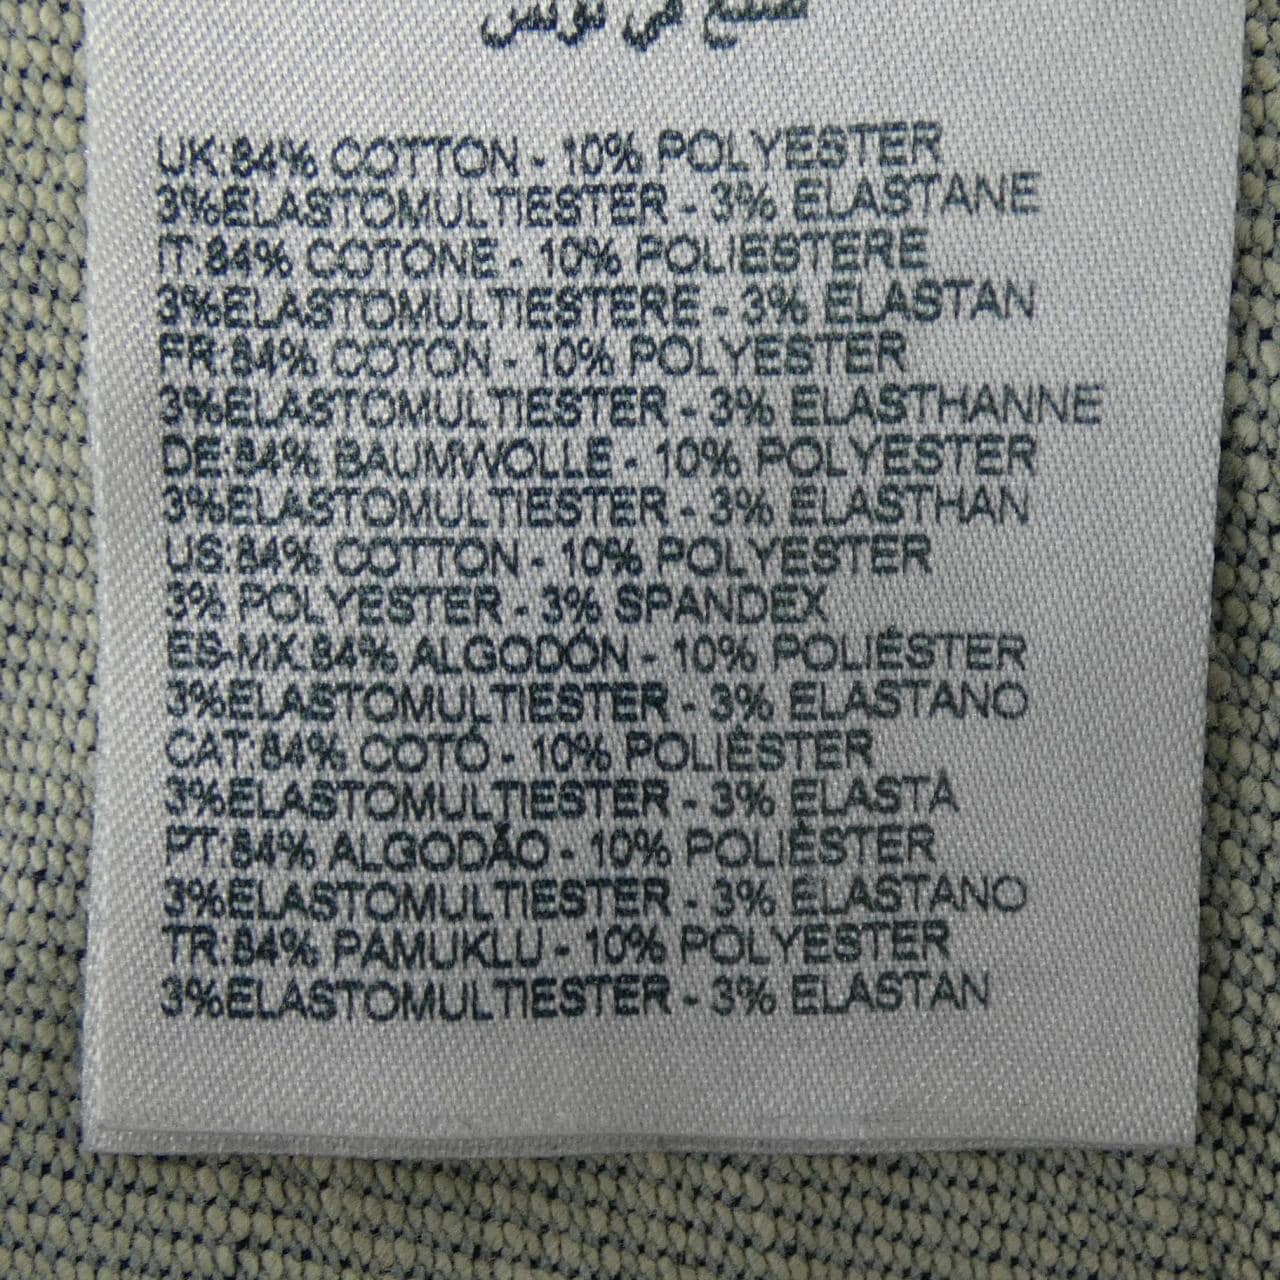 صنع في تونس
UK:84% COTTON - 10% POLYESTER
3%ELASTOMULTIESTER - 3% ELASTANE
IT:84% COTONE - 10% POLIESTERE
3%ELASTOMULTIESTERE - 3% ELASTAN
FR:84% COTON - 10% POLYESTER
3%ELASTOMULTIESTER - 3% ELASTHANNE
DE:84% BAUMWOLLE - 10% POLYESTER
3%ELASTOMULTIESTER - 3% ELASTHAN
US:84% COTTON - 10% POLYESTER
3% POLYESTER - 3% SPANDEX
ES-MX:84% ALGODÓN - 10% POLIÉSTER
3%ELASTOMULTIESTER - 3% ELASTANO
CAT:84% COTÓ - 10% POLIÈSTER
3%ELASTOMULTIESTER - 3% ELASTÀ
PT:84% ALGODÃO - 10% POLIÉSTER
3%ELASTOMULTIESTER - 3% ELASTANO
TR:84% PAMUKLU - 10% POLYESTER
3%ELASTOMULTIESTER - 3% ELASTAN